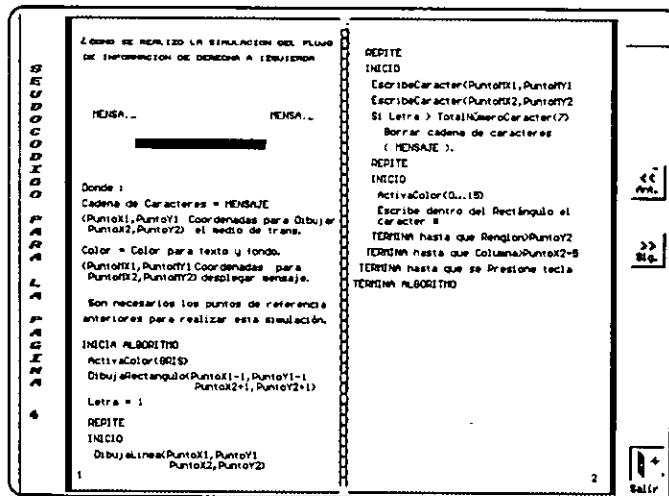 SEUDOCODIGO PARA LA PAGINA 4
¿COMO SE REALIZO LA SIMULACION DEL FLUJO
DE INFORMACION DE DERECHA A IZQUIERDA
MENSA._ MENSA._
Donde :
Cadena de Caracteres = MENSAJE
(PuntoX1,PuntoY1 Coordenadas para Dibujar
PuntoX2,PuntoY2) el medio de trans.
Color = Color para texto y fondo.
(PuntoMX1,PuntoMY1 Coordenadas para
PuntoMX2,PuntoMY2) desplegar mensaje.
Son necesarios los puntos de referencia
anteriores para realizar esta simulación.
INICIA ALGORITMO
ActivaColor(GRIS)
DibujaRectangulo(PuntoX1-1,PuntoY1-1
PuntoX2+1,PuntoY2+1)
Letra = 1
REPITE
INICIO
DibujaLinea(PuntoX1,PuntoY1
PuntoX2,PuntoY2)
1
REPITE
INICIO
EscribeCaracter(PuntoMX1,PuntoMY1
EscribeCaracter(PuntoMX2,PuntoMY2
Si Letra > TotalNúmeroCaracter(7)
Borrar cadena de caracteres
( MENSAJE ).
REPITE
INICIO
ActivaColor(0...15)
Escribe dentro del Rectángulo el
caracter
TERMINA hasta que Renglon>PuntoY2
TERMINA hasta que Columna>PuntoX2-5
TERMINA hasta que se Presione tecla
TERMINA ALGORITMO
2
<<
Ant.
>>
Sig.
Salir